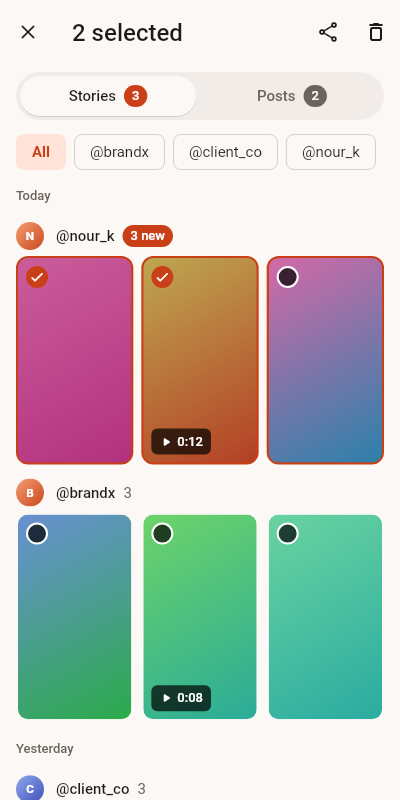 2 selected
Stories 3 Posts 2
All @brandx @client_co @nour_k
Today
N @nour_k 3 new
0:12
B @brandx 3
0:08
Yesterday
C @client_co 3